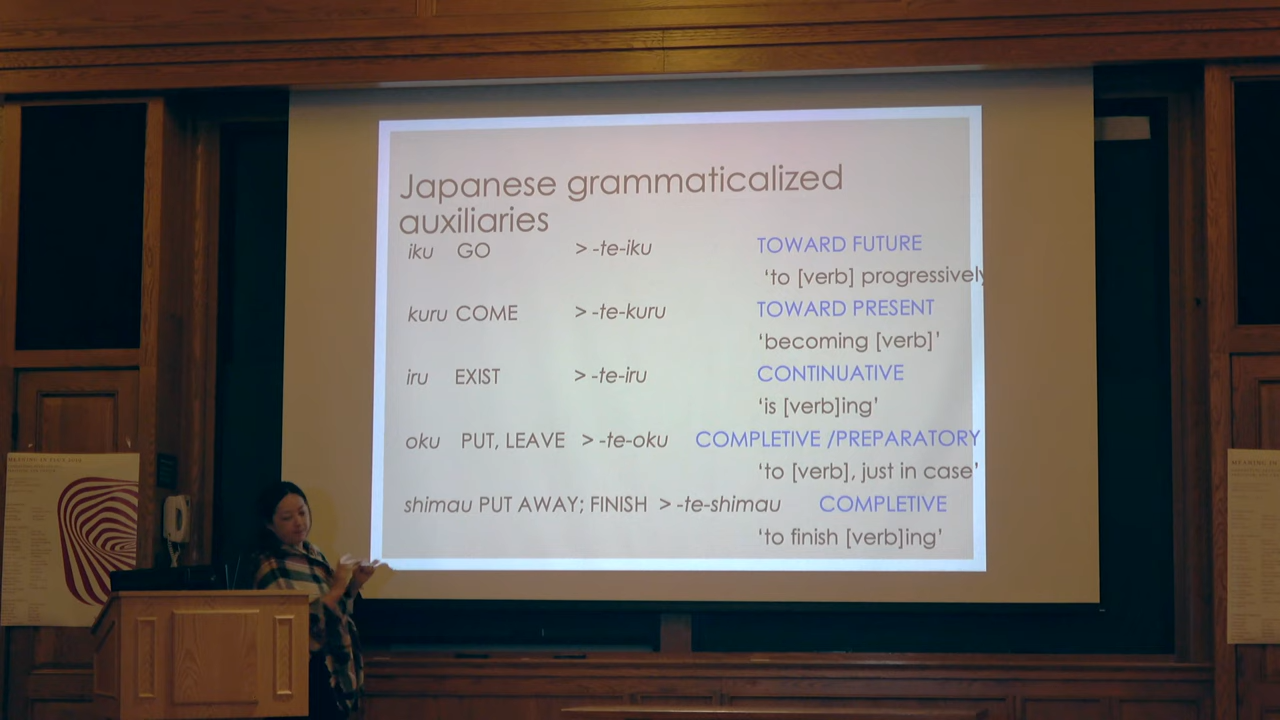 Japanese grammaticalized
auxiliaries
iku GO > -te-iku TOWARD FUTURE
‘to [verb] progressively
kuru COME > -te-kuru TOWARD PRESENT
‘becoming [verb]’
iru EXIST > -te-iru CONTINUATIVE
‘is [verb]ing’
oku PUT, LEAVE > -te-oku COMPLETIVE /PREPARATORY
‘to [verb], just in case’
shimau PUT AWAY; FINISH > -te-shimau COMPLETIVE
‘to finish [verb]ing’